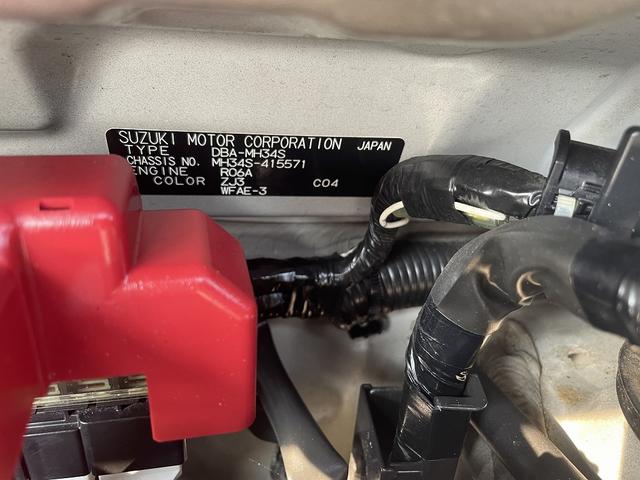 SUZUKI MOTOR CORPORATION JAPAN
TYPE DBA-MH34S
CHASSIS NO. MH34S-415571
ENGINE R06A
COLOR ZJ3 C04
WFAE-3